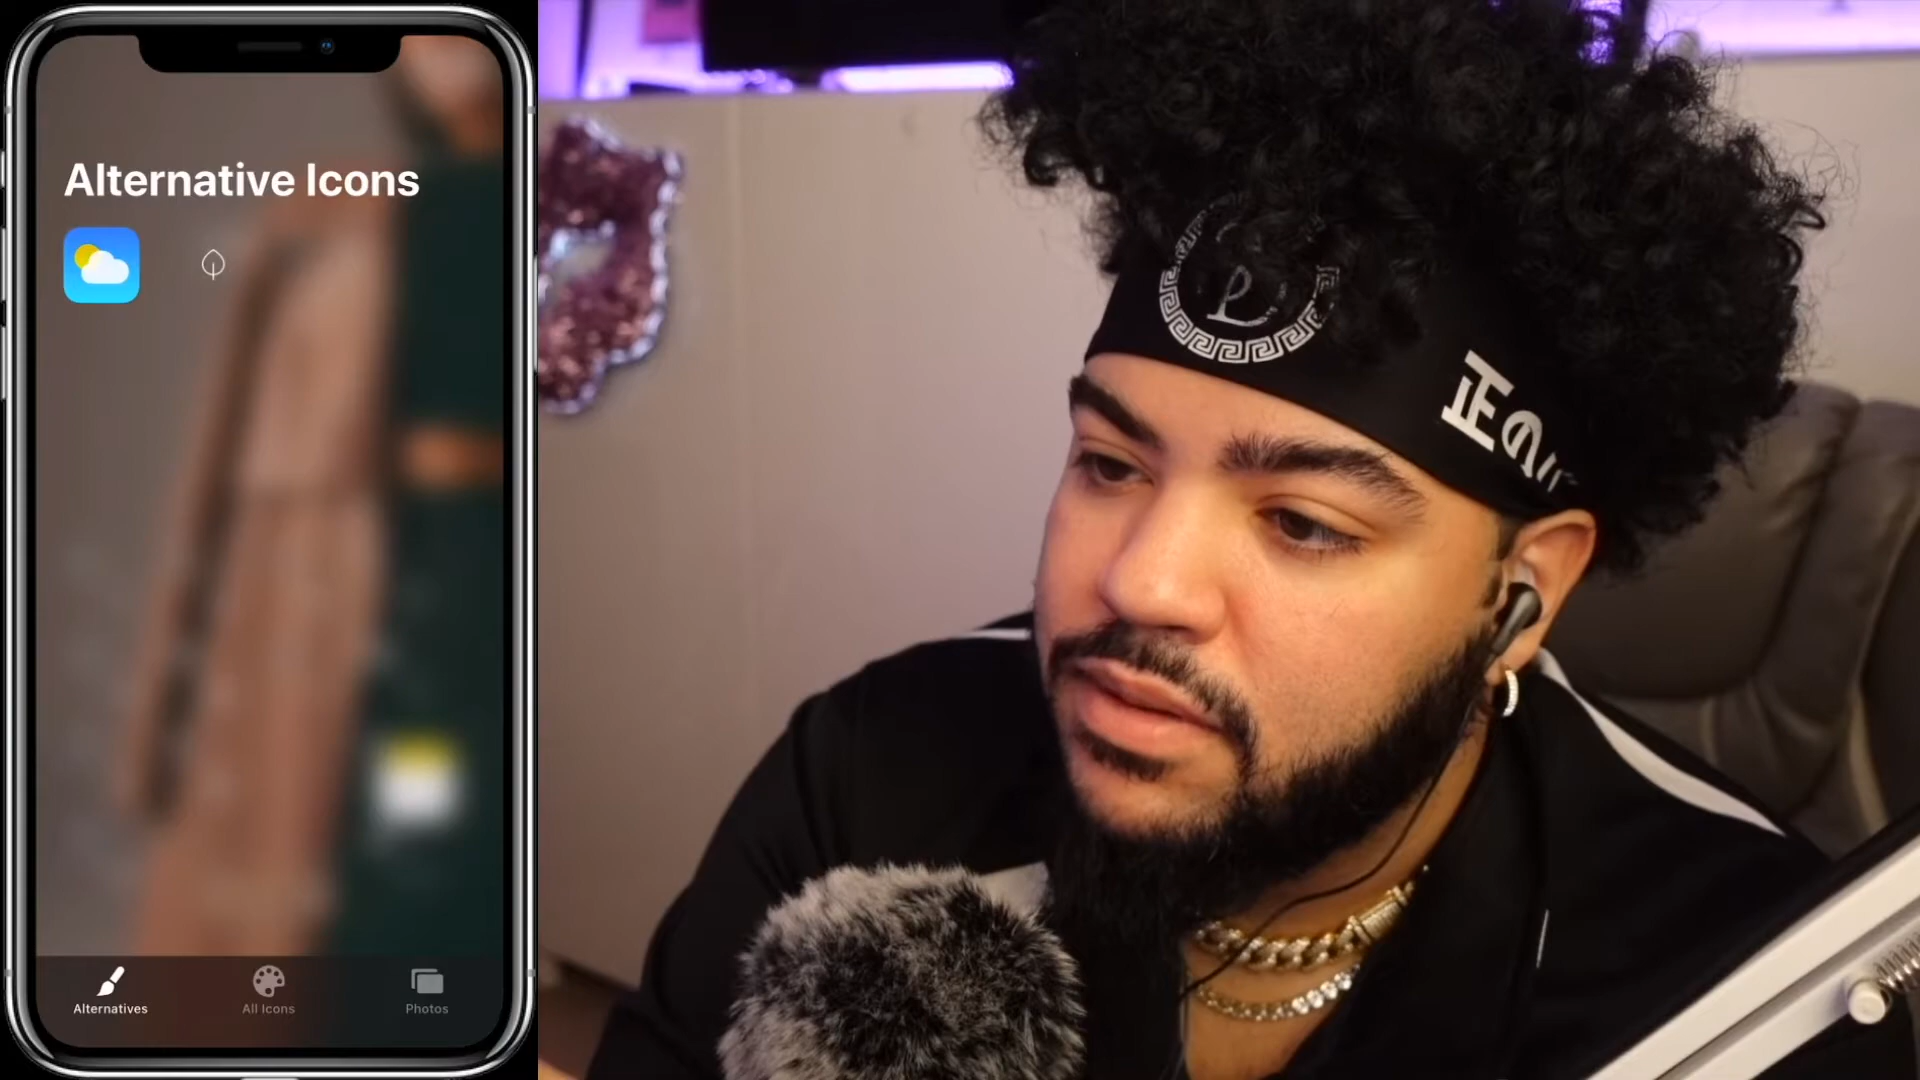 Alternative Icons
Alternatives
All Icons
Photos